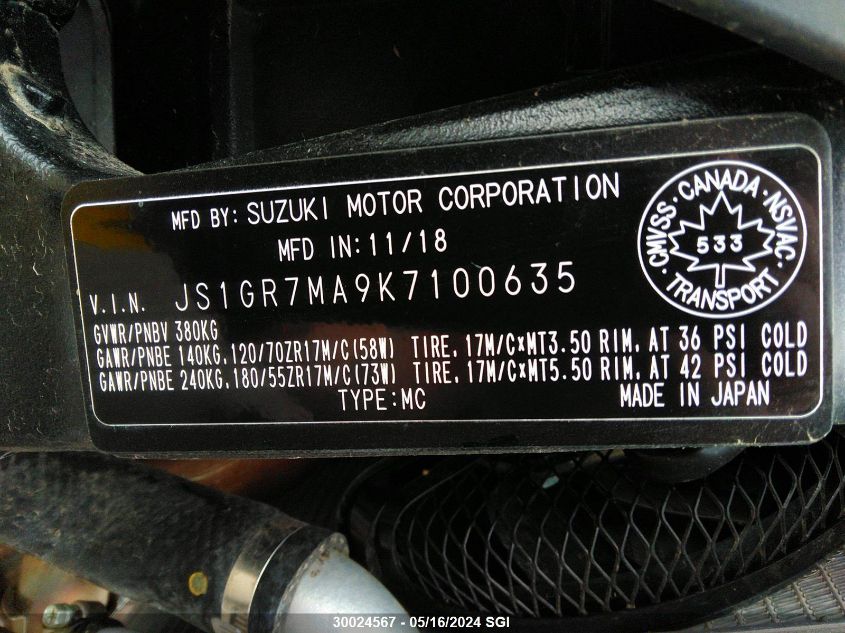 MFD BY: SUZUKI MOTOR CORPORATION
MFD IN: 11/18
V.I.N. JS1GR7MA9K7100635
GVWR/PNBV 380KG
GAWR/PNBE 140KG, 120/70ZR17M/C(58W) TIRE, 17M/C×MT3.50 RIM, AT 36 PSI COLD
GAWR/PNBE 240KG, 180/55ZR17M/C(73W) TIRE, 17M/C×MT5.50 RIM, AT 42 PSI COLD
TYPE:MC MADE IN JAPAN
CMVSS · CANADA · NSVAC · TRANSPORT
533
30024567 - 05/16/2024 SGI